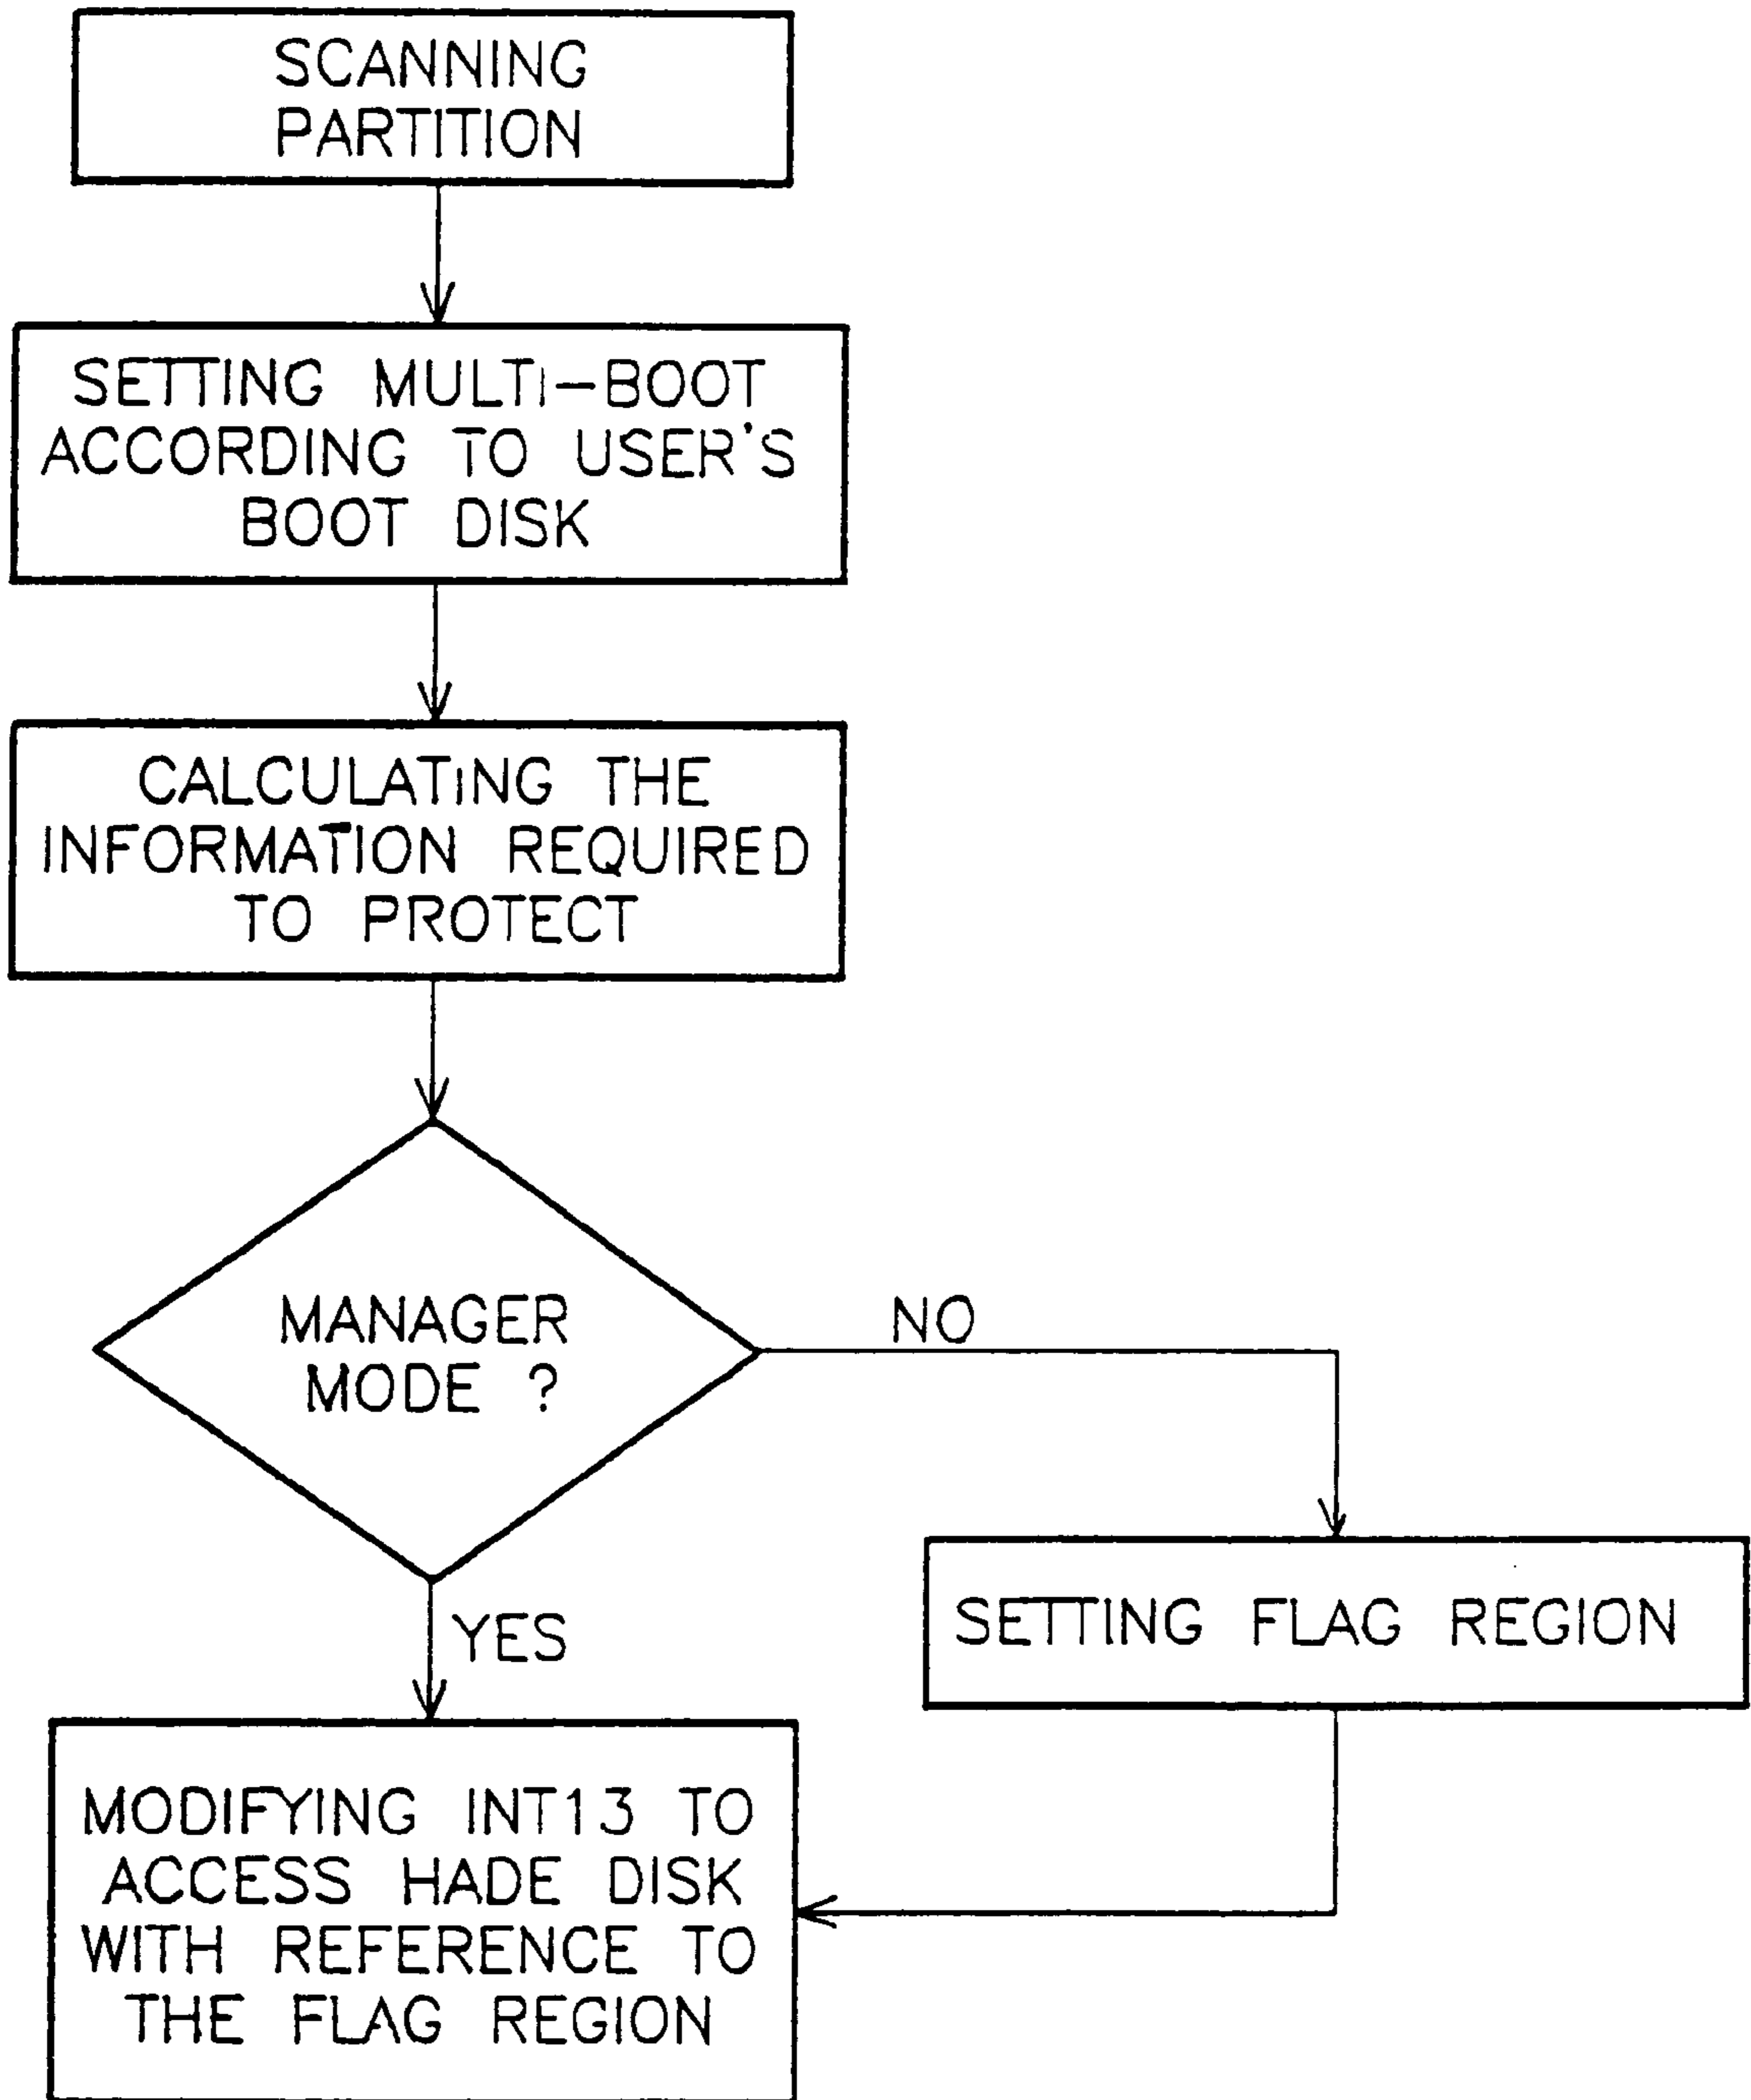 SCANNING
PARTITION
SETTING MULTI-BOOT
ACCORDING TO USER'S
BOOT DISK
CALCULATING THE
INFORMATION REQUIRED
TO PROTECT
MANAGER
MODE ?
NO
YES
SETTING FLAG REGION
MODIFYING INT13 TO
ACCESS HADE DISK
WITH REFERENCE TO
THE FLAG REGION